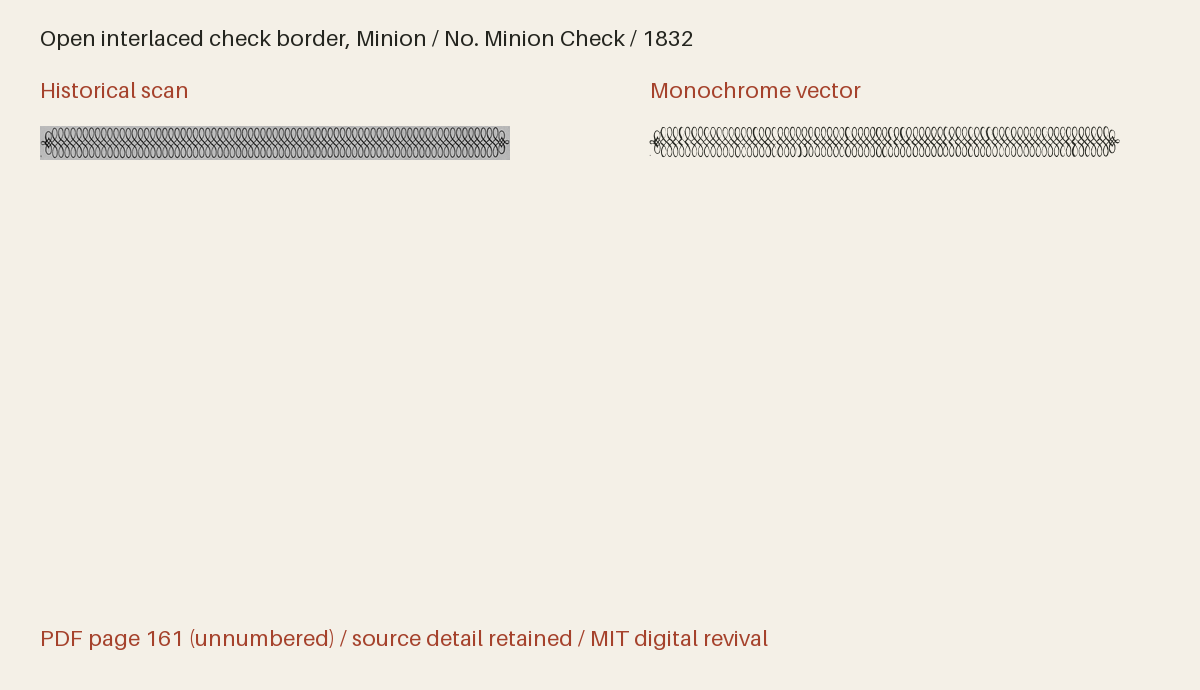 Open interlaced check border, Minion / No. Minion Check / 1832
Historical scan
Monochrome vector
PDF page 161 (unnumbered) / source detail retained / MIT digital revival